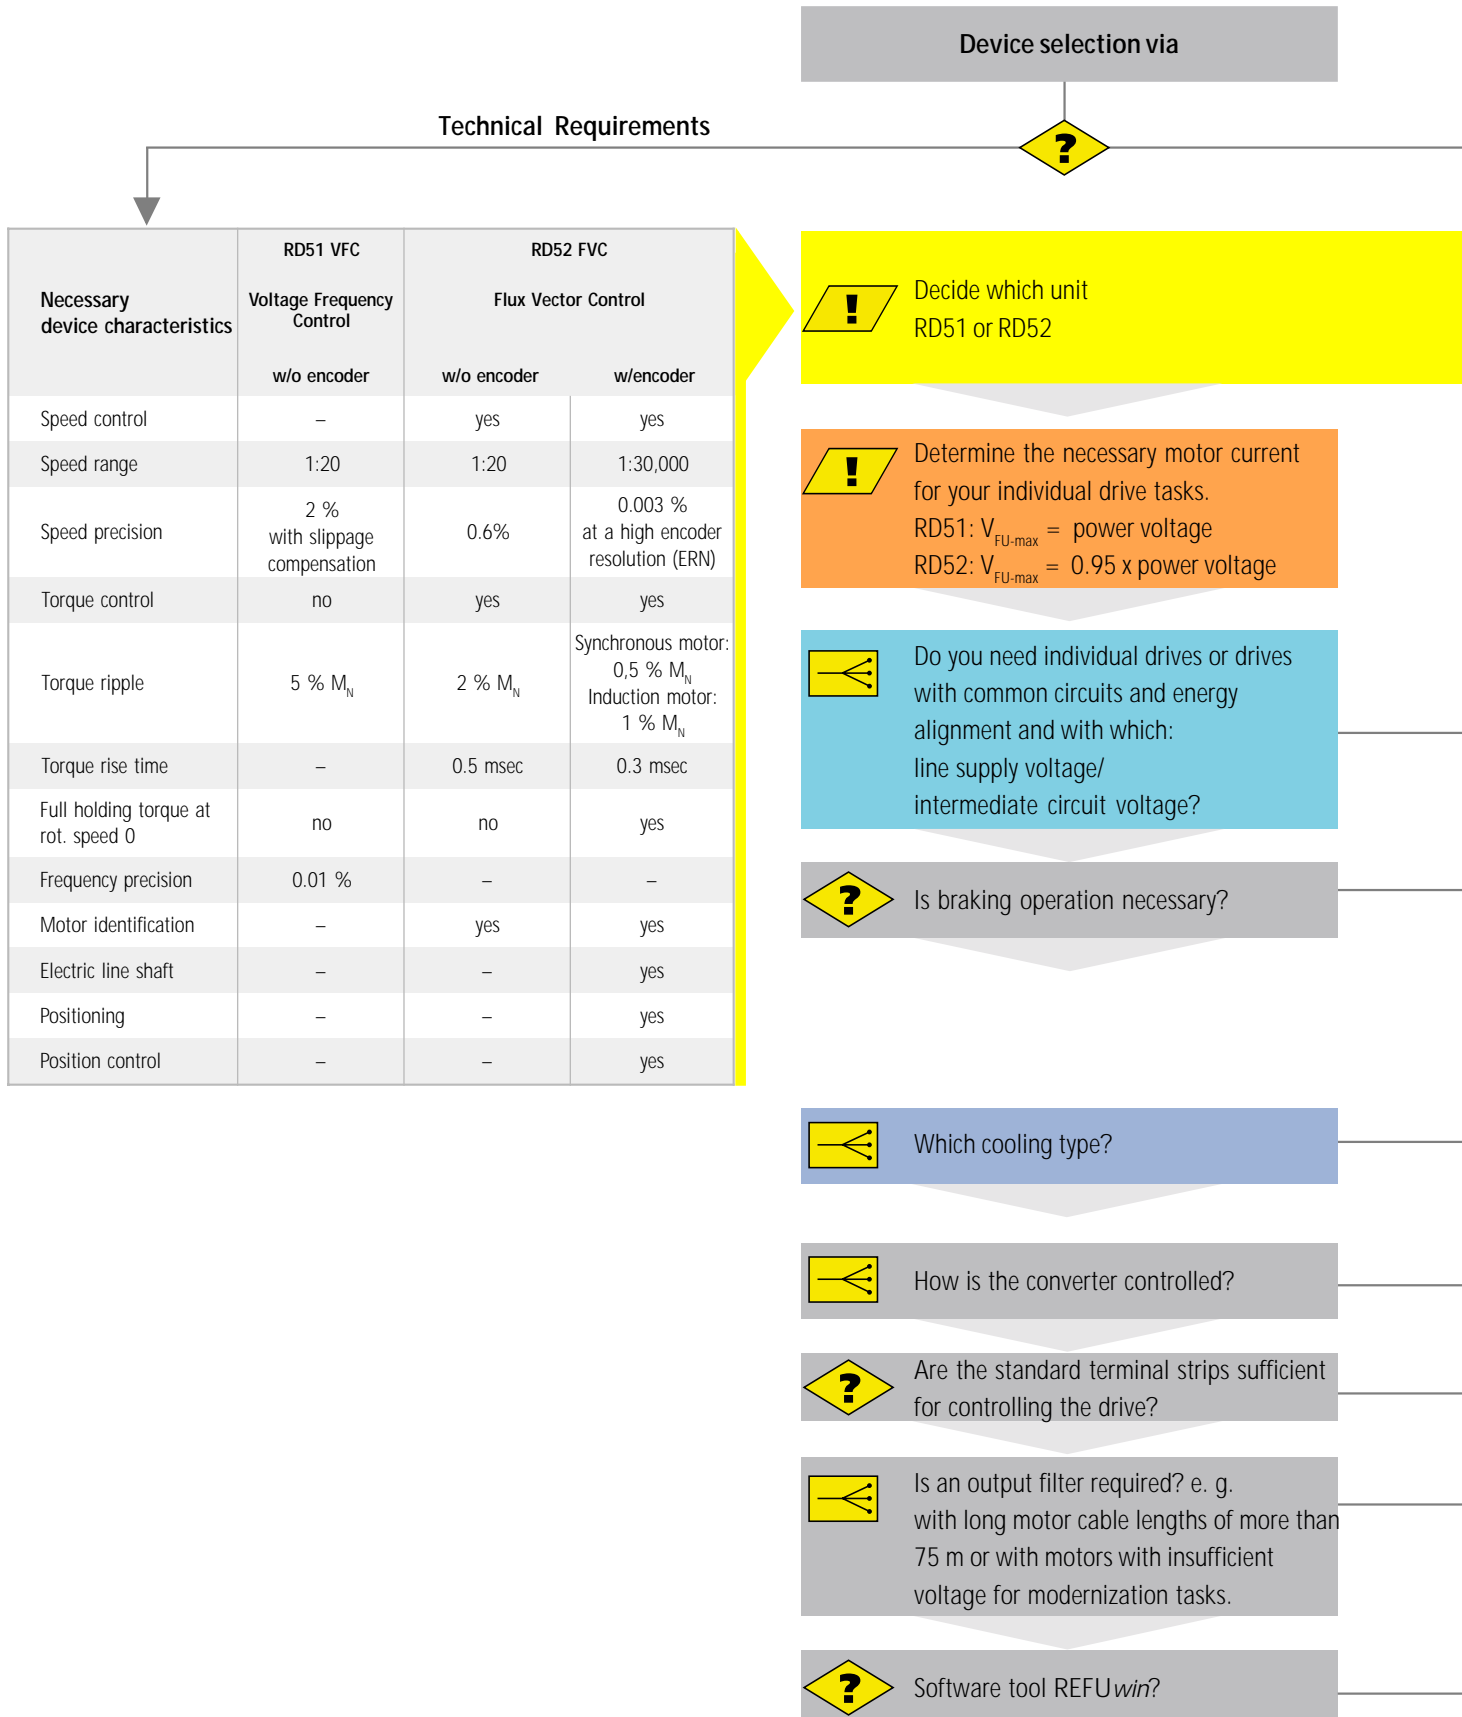 Device selection via
?
Technical Requirements
Necessary
device characteristics
RD51 VFC
Voltage Frequency
Control
w/o encoder
RD52 FVC
Flux Vector Control
w/o encoder
w/encoder
Speed control – yes yes
Speed range 1:20 1:20 1:30,000
Speed precision
2 %
with slippage
compensation
0.6%
0.003 %
at a high encoder
resolution (ERN)
Torque control no yes yes
Torque ripple
5 % MN
2 % MN
Synchronous motor:
0,5 % MN
Induction motor:
1 % MN
Torque rise time – 0.5 msec 0.3 msec
Full holding torque at
rot. speed 0
no no yes
Frequency precision 0.01 % – –
Motor identification – yes yes
Electric line shaft – – yes
Positioning – – yes
Position control – – yes
!
Decide which unit
RD51 or RD52
!
Determine the necessary motor current
for your individual drive tasks.
RD51: VFU-max = power voltage
RD52: VFU-max = 0.95 x power voltage
Do you need individual drives or drives
with common circuits and energy
alignment and with which:
line supply voltage/
intermediate circuit voltage?
?
Is braking operation necessary?
Which cooling type?
How is the converter controlled?
?
Are the standard terminal strips sufficient
for controlling the drive?
Is an output filter required? e. g.
with long motor cable lengths of more than
75 m or with motors with insufficient
voltage for modernization tasks.
?
Software tool REFUwin?